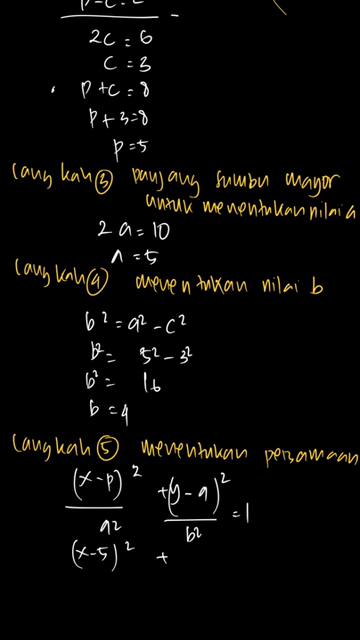 p-c=2
2c=6
c=3
p+c=8
p+3=8
p=5
langkah ③ panjang sumbu mayor
untuk menentukan nilai a
2a=10
a=5
langkah ④ menentukan nilai b
b²=a²-c²
b²= 5²-3²
b²= 16
b=4
langkah ⑤ menentukan persamaan
(x-p)²/a² + (y-q)²/b² =1
(x-5)² +